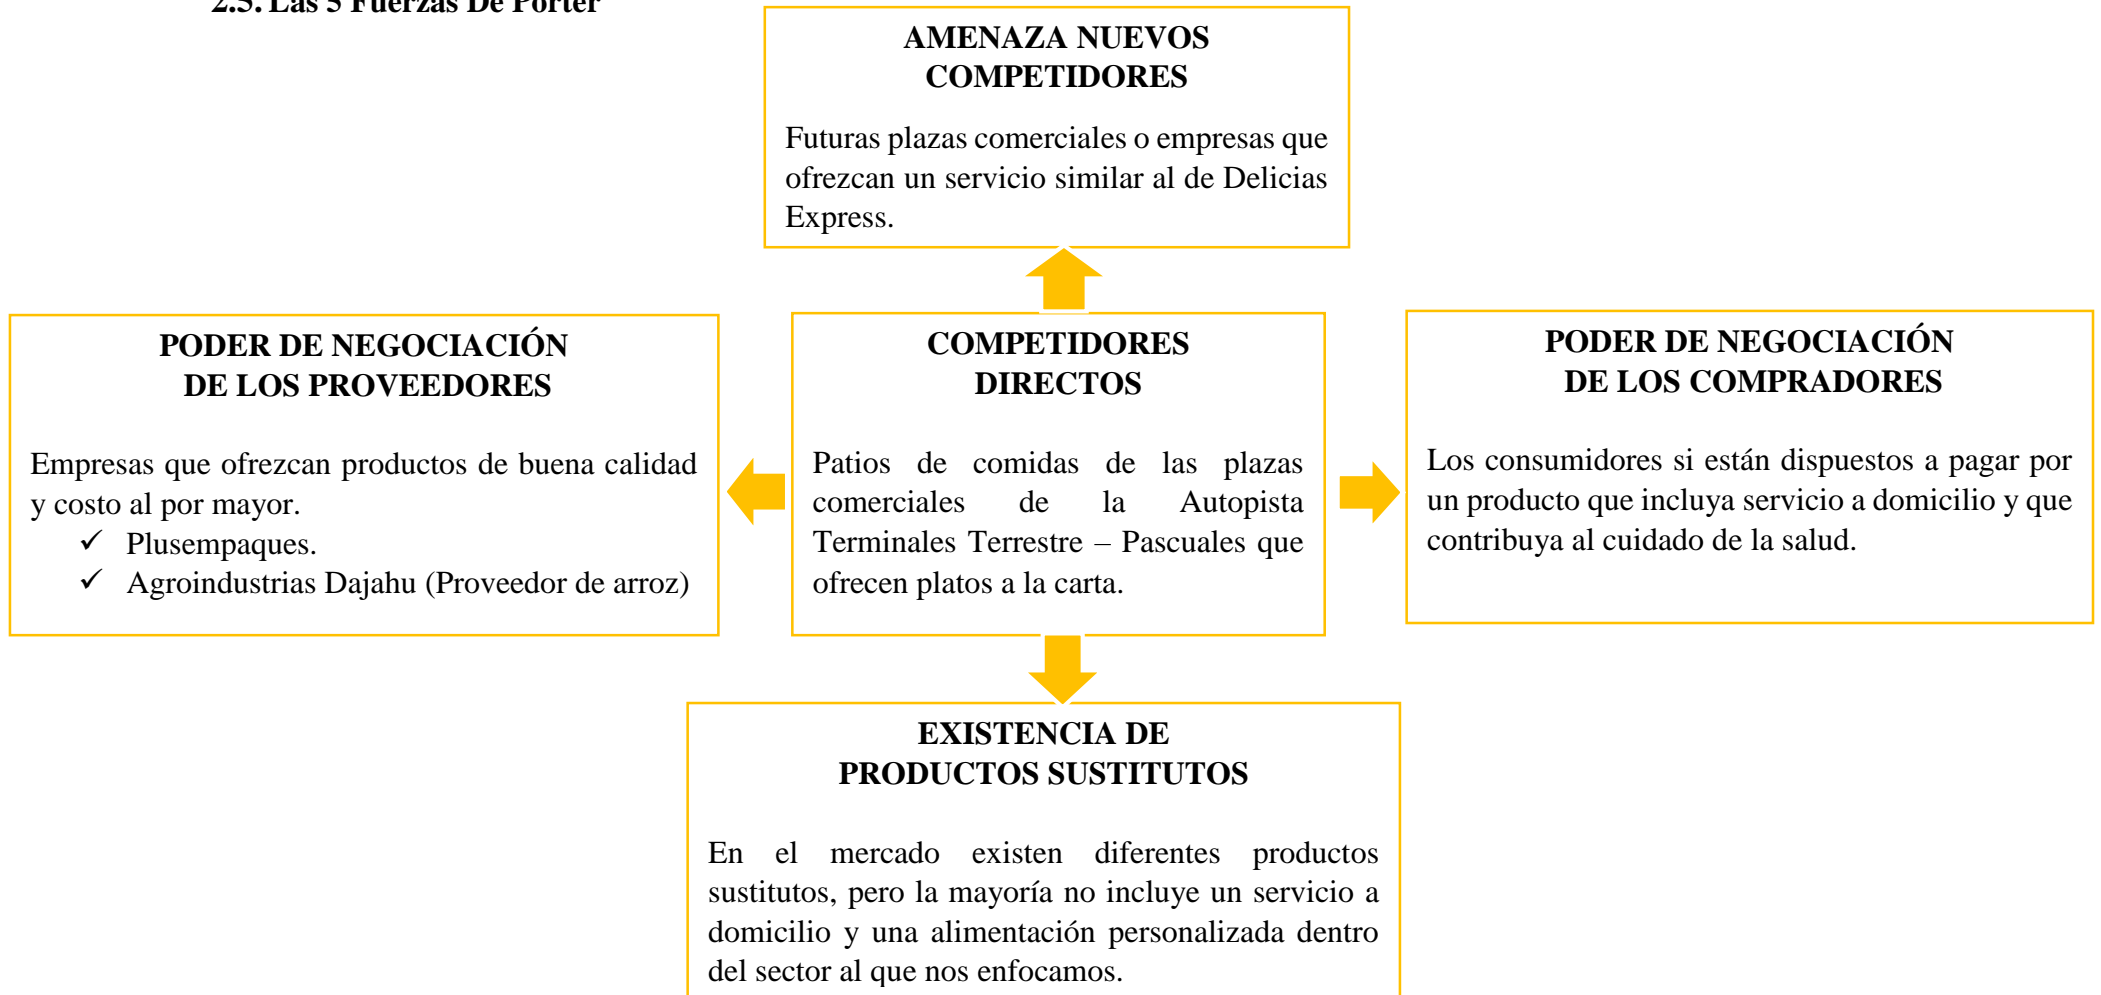 2.5. Las 5 Fuerzas De Porter
AMENAZA NUEVOS
COMPETIDORES
Futuras plazas comerciales o empresas que
ofrezcan un servicio similar al de Delicias
Express.
PODER DE NEGOCIACIÓN
DE LOS PROVEEDORES
Empresas que ofrezcan productos de buena calidad
y costo al por mayor.
✓ Plusempaques.
✓ Agroindustrias Dajahu (Proveedor de arroz)
COMPETIDORES
DIRECTOS
Patios de comidas de las plazas
comerciales de la Autopista
Terminales Terrestre – Pascuales que
ofrecen platos a la carta.
PODER DE NEGOCIACIÓN
DE LOS COMPRADORES
Los consumidores si están dispuestos a pagar por
un producto que incluya servicio a domicilio y que
contribuya al cuidado de la salud.
EXISTENCIA DE
PRODUCTOS SUSTITUTOS
En el mercado existen diferentes productos
sustitutos, pero la mayoría no incluye un servicio a
domicilio y una alimentación personalizada dentro
del sector al que nos enfocamos.